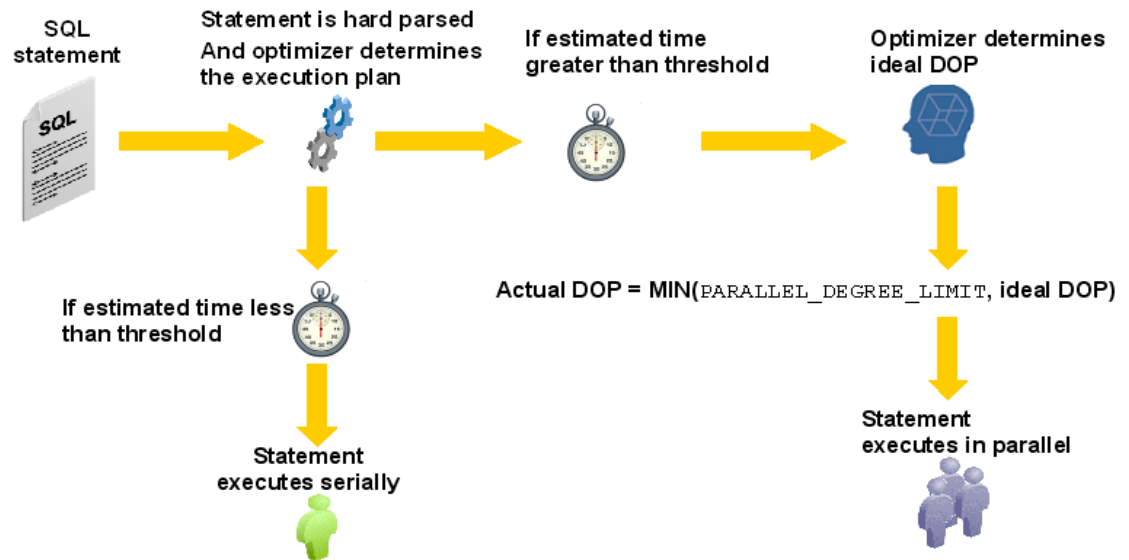 SQL
statement
SQL
Statement is hard parsed
And optimizer determines
the execution plan
If estimated time
greater than threshold
Optimizer determines
ideal DOP
If estimated time less
than threshold
Actual DOP = MIN(PARALLEL_DEGREE_LIMIT, ideal DOP)
Statement
executes serially
Statement
executes in parallel